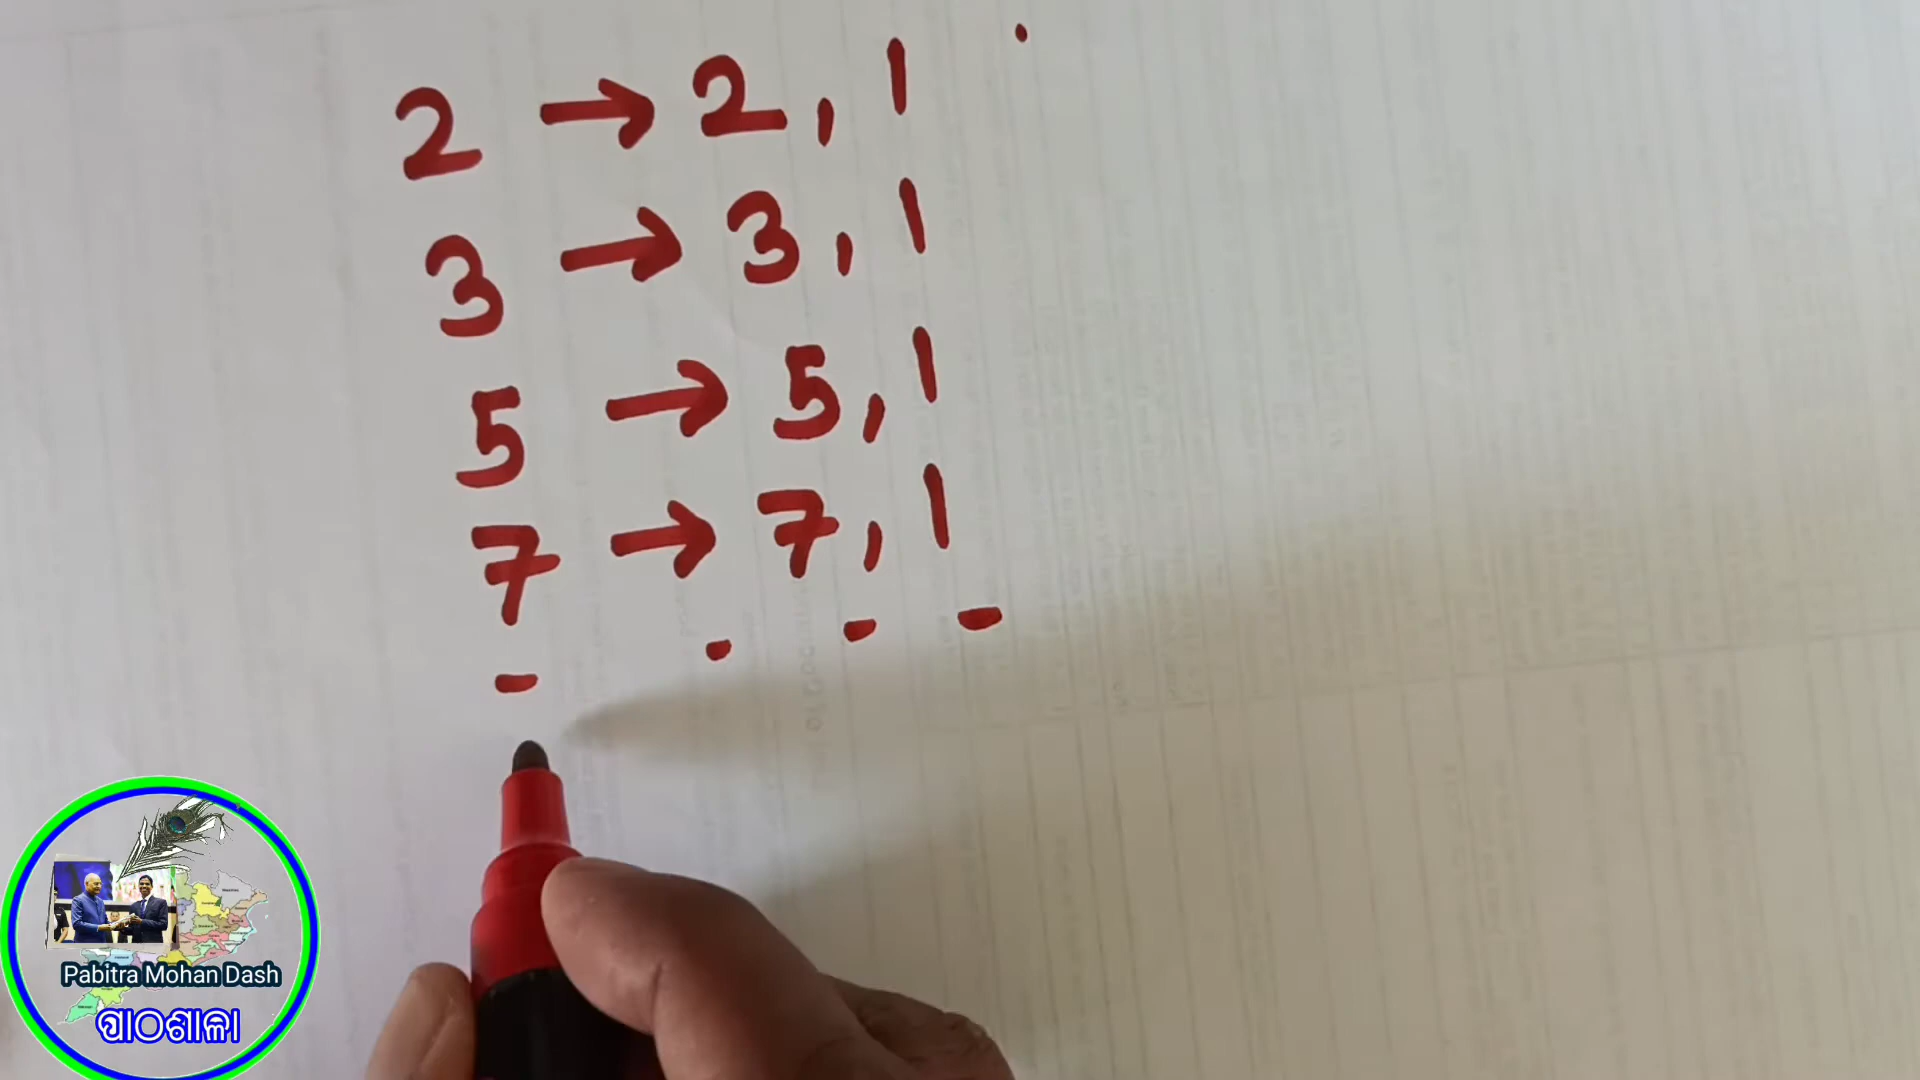 2 → 2, 1
3 → 3, 1
5 → 5, 1
7 → 7, 1
Pabitra Mohan Dash
ପାଠଶାଳା